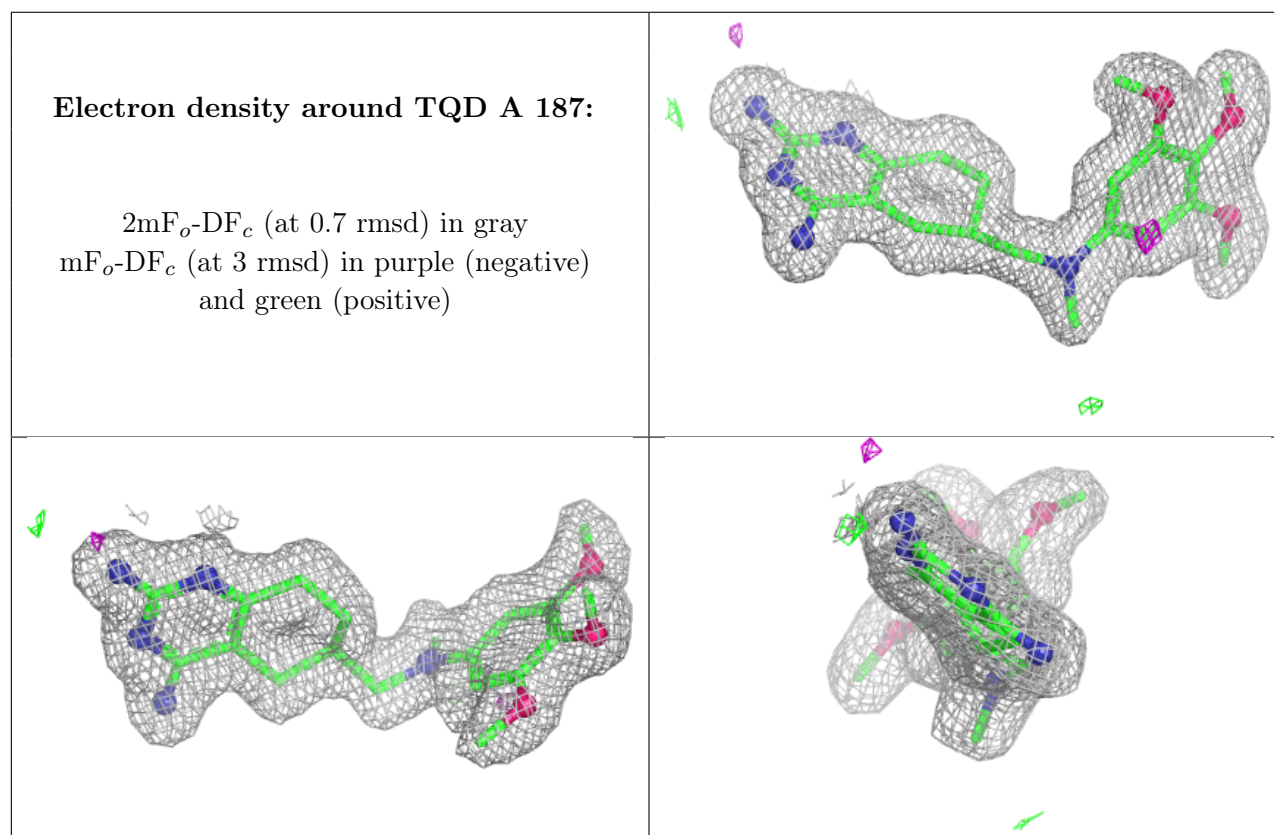 Electron density around TQD A 187:
2mFo-DFc (at 0.7 rmsd) in gray
mFo-DFc (at 3 rmsd) in purple (negative)
and green (positive)